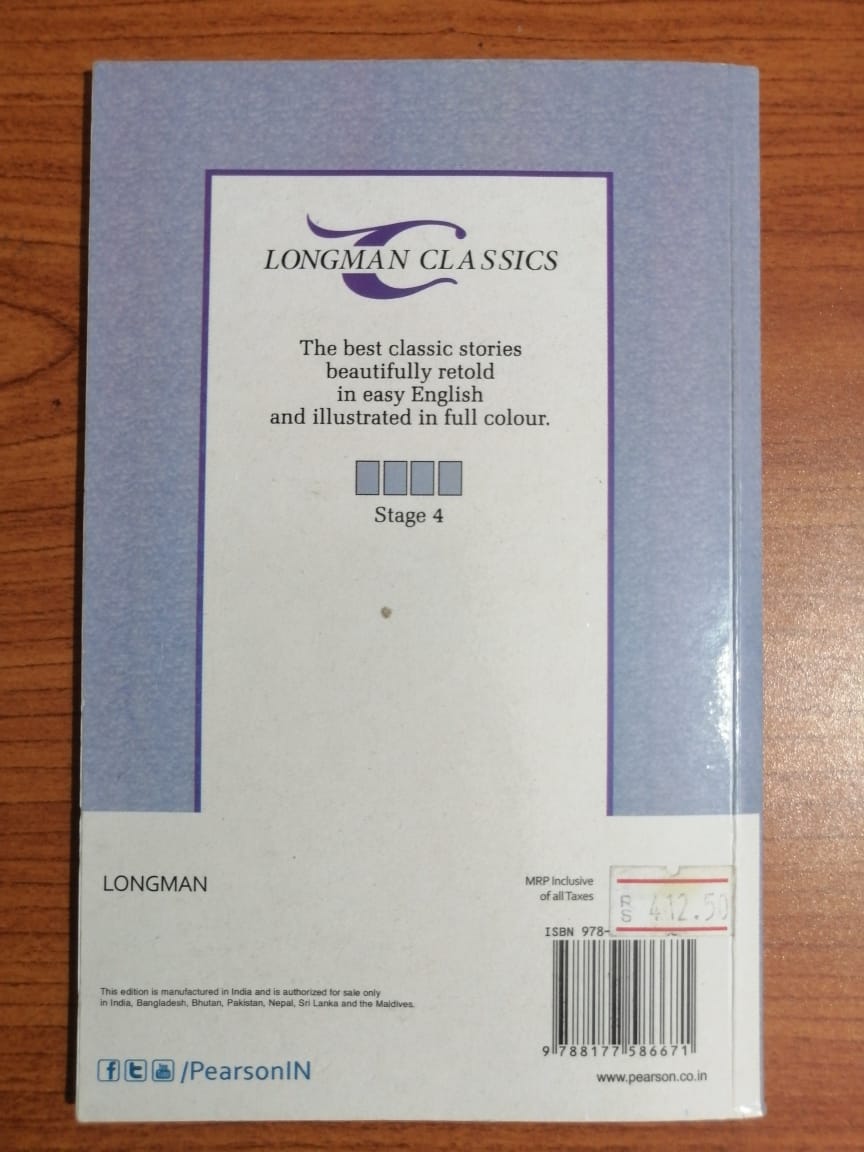 LONGMAN CLASSICS
The best classic stories
beautifully retold
in easy English
and illustrated in full colour.
Stage 4
LONGMAN
MRP Inclusive
of all Taxes
RS 412.50
ISBN 978-
9 788177 586671
This edition is manufactured in India and is authorized for sale only
in India, Bangladesh, Bhutan, Pakistan, Nepal, Sri Lanka and the Maldives.
/PearsonIN
www.pearson.co.in